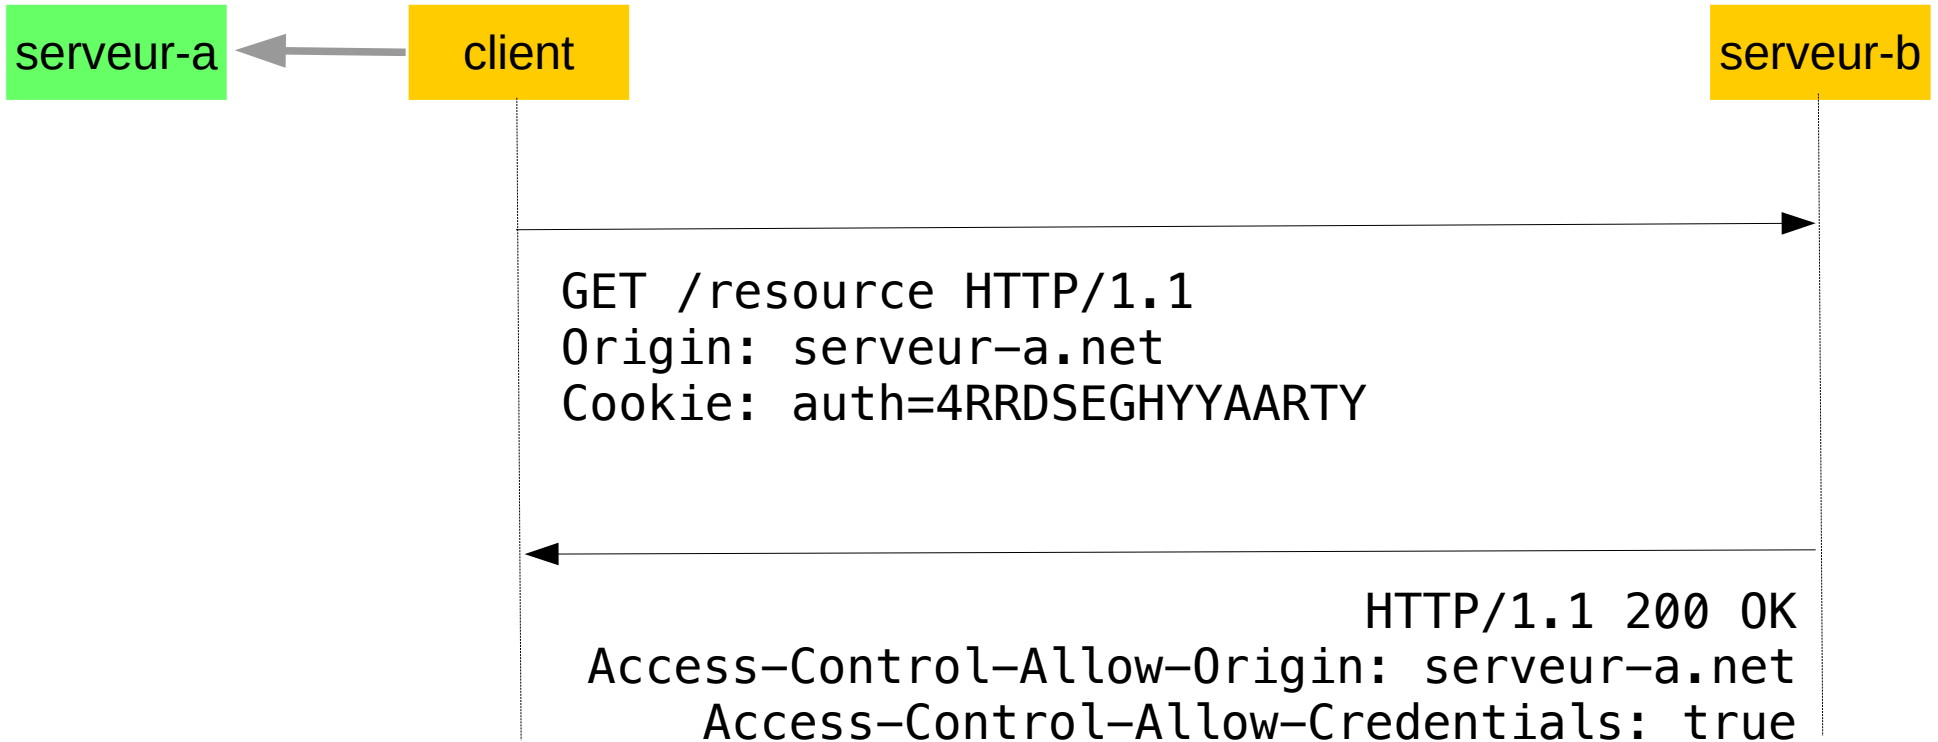 serveur-a
client
serveur-b
GET /resource HTTP/1.1
Origin: serveur-a.net
Cookie: auth=4RRDSEGHYYAARTY
HTTP/1.1 200 OK
Access-Control-Allow-Origin: serveur-a.net
Access-Control-Allow-Credentials: true